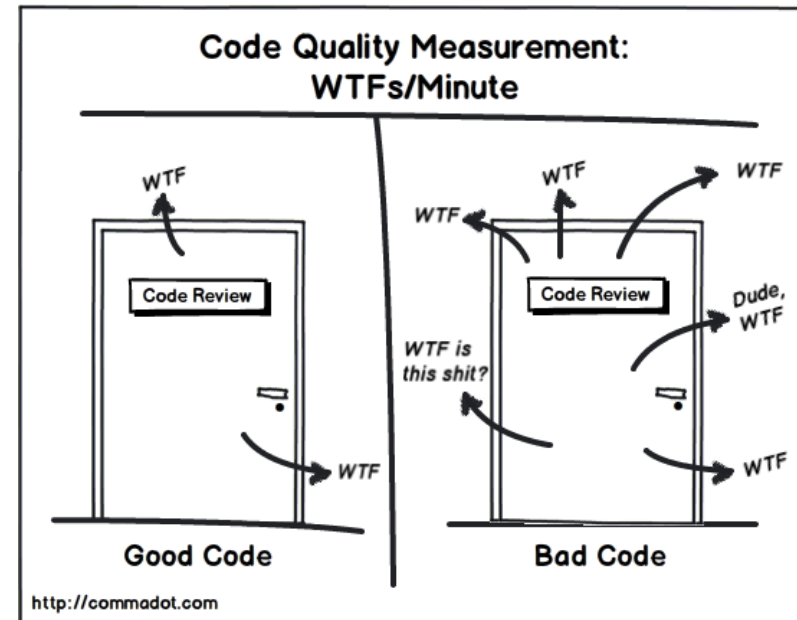 Code Quality Measurement:
WTFs/Minute
WTF
Code Review
WTF
Good Code
WTF
WTF
WTF
Code Review
Dude,
WTF
WTF is
this shit?
WTF
Bad Code
http://commadot.com